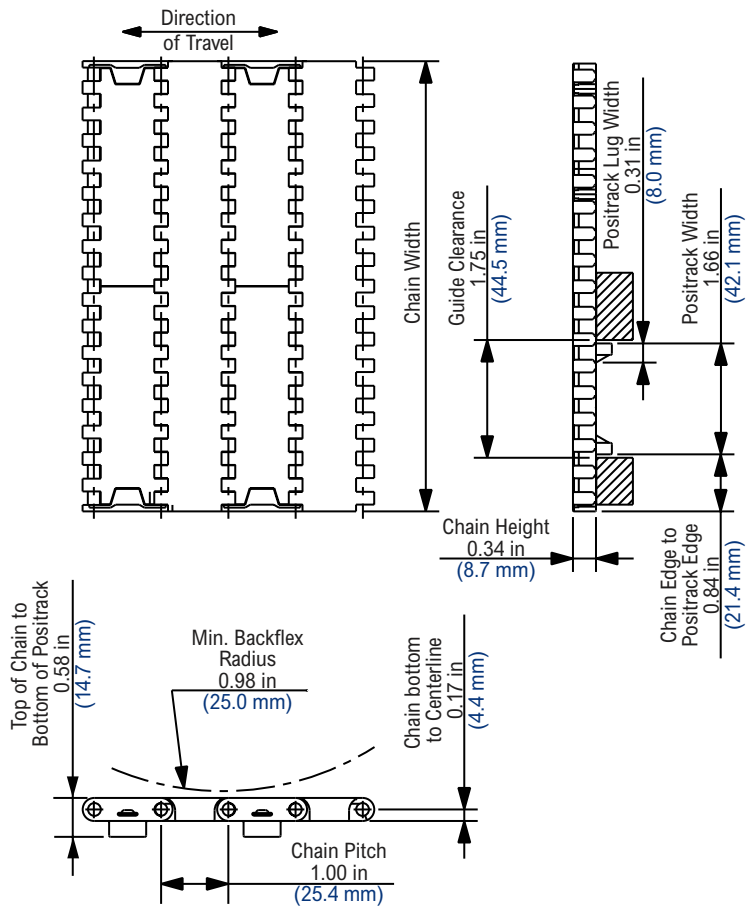 Direction
of Travel
Chain Width
Guide Clearance
1.75 in
(44.5 mm)
Positrack Lug Width
0.31 in
(8.0 mm)
Positrack Width
1.66 in
(42.1 mm)
Chain Height
0.34 in
(8.7 mm)
Chain Edge to
Positrack Edge
0.84 in
(21.4 mm)
Top of Chain to
Bottom of Positrack
0.58 in
(14.7 mm)
Min. Backflex
Radius
0.98 in
(25.0 mm)
Chain bottom
to Centerline
0.17 in
(4.4 mm)
Chain Pitch
1.00 in
(25.4 mm)